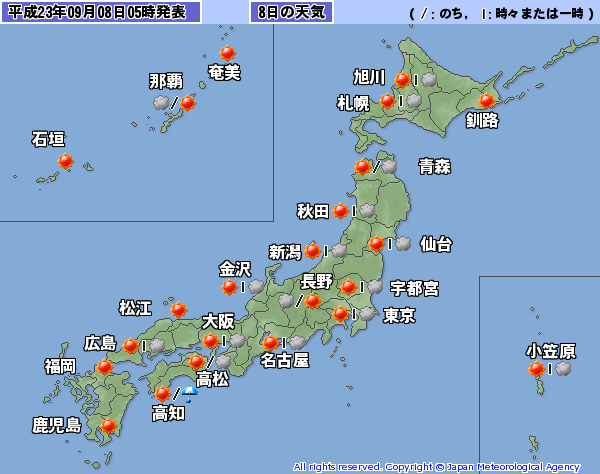 平成23年09月08日05時発表
8日の天気
( /: のち, |: 時々または一時 )
奄美
那覇
石垣
旭川
札幌
釧路
青森
秋田
仙台
新潟
金沢
長野
宇都宮
松江
大阪
東京
広島
名古屋
小笠原
福岡
高松
高知
鹿児島
All rights reserved. Copyright © Japan Meteorological Agency